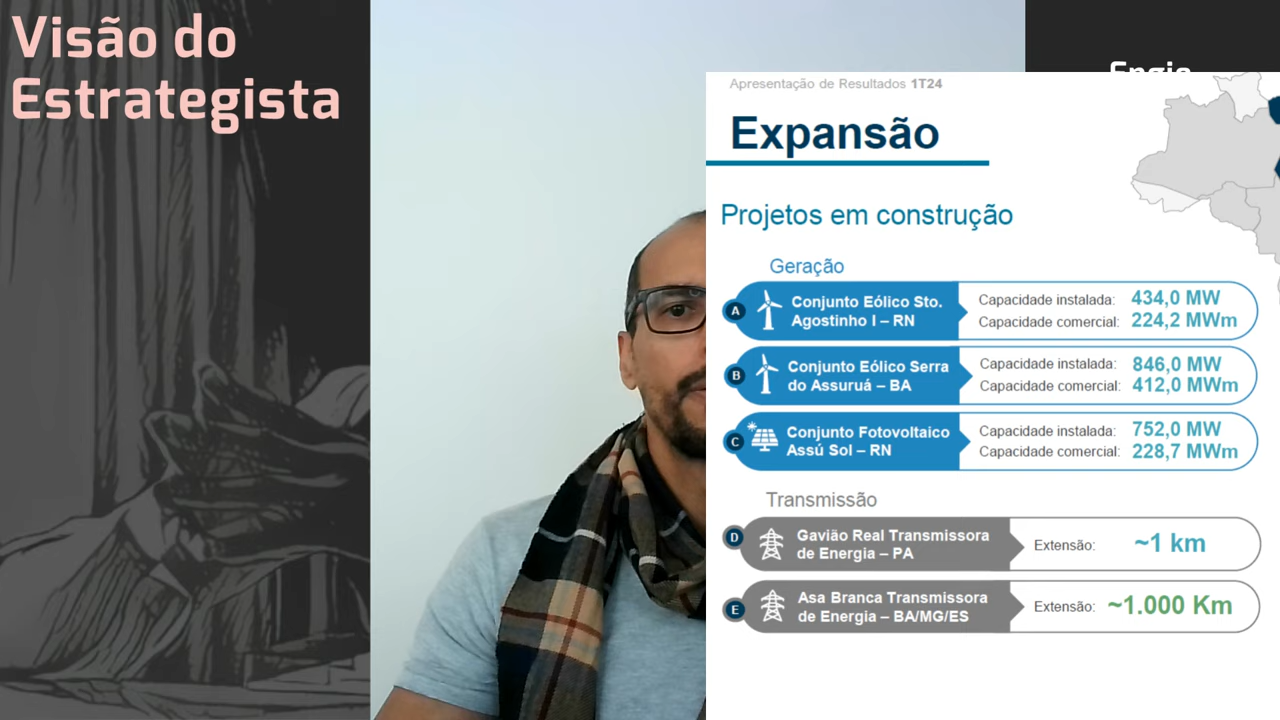 Visão do
Estrategista
Engie
Apresentação de Resultados 1T24
Expansão
Projetos em construção
Geração
A
Conjunto Eólico Sto.
Agostinho I – RN
Capacidade instalada: 434,0 MW
Capacidade comercial: 224,2 MWm
B
Conjunto Eólico Serra
do Assuruá – BA
Capacidade instalada: 846,0 MW
Capacidade comercial: 412,0 MWm
C
Conjunto Fotovoltaico
Assú Sol – RN
Capacidade instalada: 752,0 MW
Capacidade comercial: 228,7 MWm
Transmissão
D
Gavião Real Transmissora
de Energia – PA
Extensão: ~1 km
E
Asa Branca Transmissora
de Energia – BA/MG/ES
Extensão: ~1.000 Km